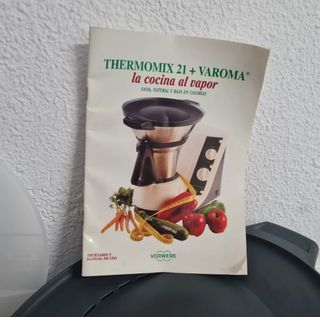 THERMOMIX 21 + VAROMA®
la cocina al vapor
SANA, NATURAL Y BAJA EN CALORÍAS
RECETARIO Y
MANUAL DE USO
VORWERK